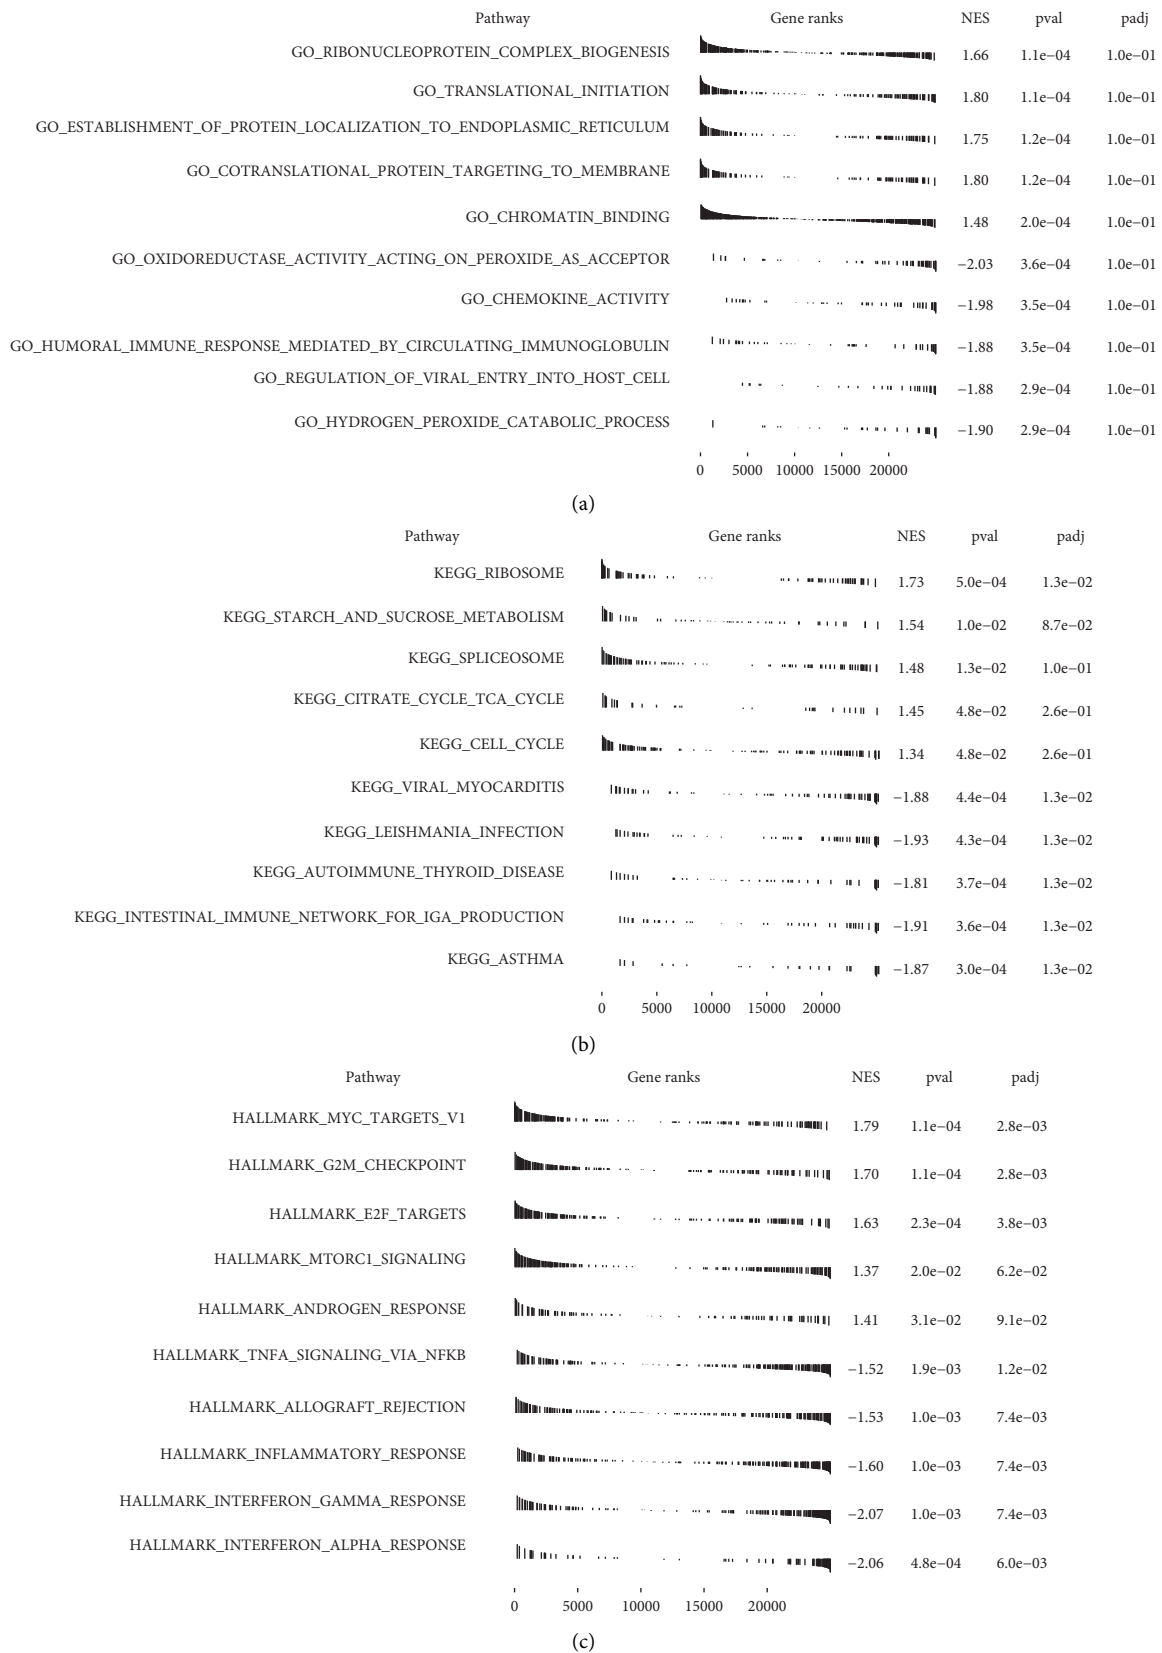 Pathway Gene ranks NES pval padj
GO_RIBONUCLEOPROTEIN_COMPLEX_BIOGENESIS 1.66 1.1e−04 1.0e−01
GO_TRANSLATIONAL_INITIATION 1.80 1.1e−04 1.0e−01
GO_ESTABLISHMENT_OF_PROTEIN_LOCALIZATION_TO_ENDOPLASMIC_RETICULUM 1.75 1.2e−04 1.0e−01
GO_COTRANSLATIONAL_PROTEIN_TARGETING_TO_MEMBRANE 1.80 1.2e−04 1.0e−01
GO_CHROMATIN_BINDING 1.48 2.0e−04 1.0e−01
GO_OXIDOREDUCTASE_ACTIVITY_ACTING_ON_PEROXIDE_AS_ACCEPTOR −2.03 3.6e−04 1.0e−01
GO_CHEMOKINE_ACTIVITY −1.98 3.5e−04 1.0e−01
GO_HUMORAL_IMMUNE_RESPONSE_MEDIATED_BY_CIRCULATING_IMMUNOGLOBULIN −1.88 3.5e−04 1.0e−01
GO_REGULATION_OF_VIRAL_ENTRY_INTO_HOST_CELL −1.88 2.9e−04 1.0e−01
GO_HYDROGEN_PEROXIDE_CATABOLIC_PROCESS −1.90 2.9e−04 1.0e−01
0 5000 10000 15000 20000
(a)
Pathway Gene ranks NES pval padj
KEGG_RIBOSOME 1.73 5.0e−04 1.3e−02
KEGG_STARCH_AND_SUCROSE_METABOLISM 1.54 1.0e−02 8.7e−02
KEGG_SPLICEOSOME 1.48 1.3e−02 1.0e−01
KEGG_CITRATE_CYCLE_TCA_CYCLE 1.45 4.8e−02 2.6e−01
KEGG_CELL_CYCLE 1.34 4.8e−02 2.6e−01
KEGG_VIRAL_MYOCARDITIS −1.88 4.4e−04 1.3e−02
KEGG_LEISHMANIA_INFECTION −1.93 4.3e−04 1.3e−02
KEGG_AUTOIMMUNE_THYROID_DISEASE −1.81 3.7e−04 1.3e−02
KEGG_INTESTINAL_IMMUNE_NETWORK_FOR_IGA_PRODUCTION −1.91 3.6e−04 1.3e−02
KEGG_ASTHMA −1.87 3.0e−04 1.3e−02
0 5000 10000 15000 20000
(b)
Pathway Gene ranks NES pval padj
HALLMARK_MYC_TARGETS_V1 1.79 1.1e−04 2.8e−03
HALLMARK_G2M_CHECKPOINT 1.70 1.1e−04 2.8e−03
HALLMARK_E2F_TARGETS 1.63 2.3e−04 3.8e−03
HALLMARK_MTORC1_SIGNALING 1.37 2.0e−02 6.2e−02
HALLMARK_ANDROGEN_RESPONSE 1.41 3.1e−02 9.1e−02
HALLMARK_TNFA_SIGNALING_VIA_NFKB −1.52 1.9e−03 1.2e−02
HALLMARK_ALLOGRAFT_REJECTION −1.53 1.0e−03 7.4e−03
HALLMARK_INFLAMMATORY_RESPONSE −1.60 1.0e−03 7.4e−03
HALLMARK_INTERFERON_GAMMA_RESPONSE −2.07 1.0e−03 7.4e−03
HALLMARK_INTERFERON_ALPHA_RESPONSE −2.06 4.8e−04 6.0e−03
0 5000 10000 15000 20000
(c)